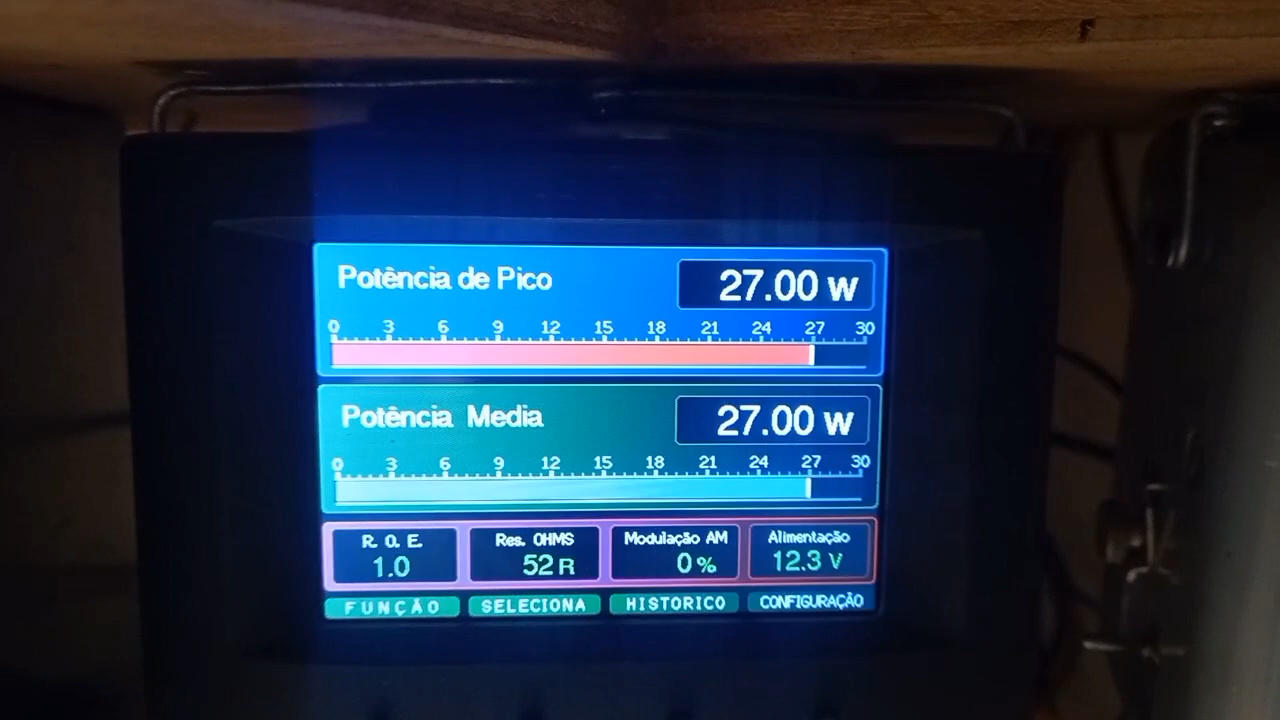 Potência de Pico
27.00 W
0 3 6 9 12 15 18 21 24 27 30
Potência Media
27.00 W
0 3 6 9 12 15 18 21 24 27 30
R. O. E. Res. OHMS Modulação AM Alimentação
1.0 52 R 0 % 12.3 V
FUNÇÃO SELECIONA HISTORICO CONFIGURAÇÃO